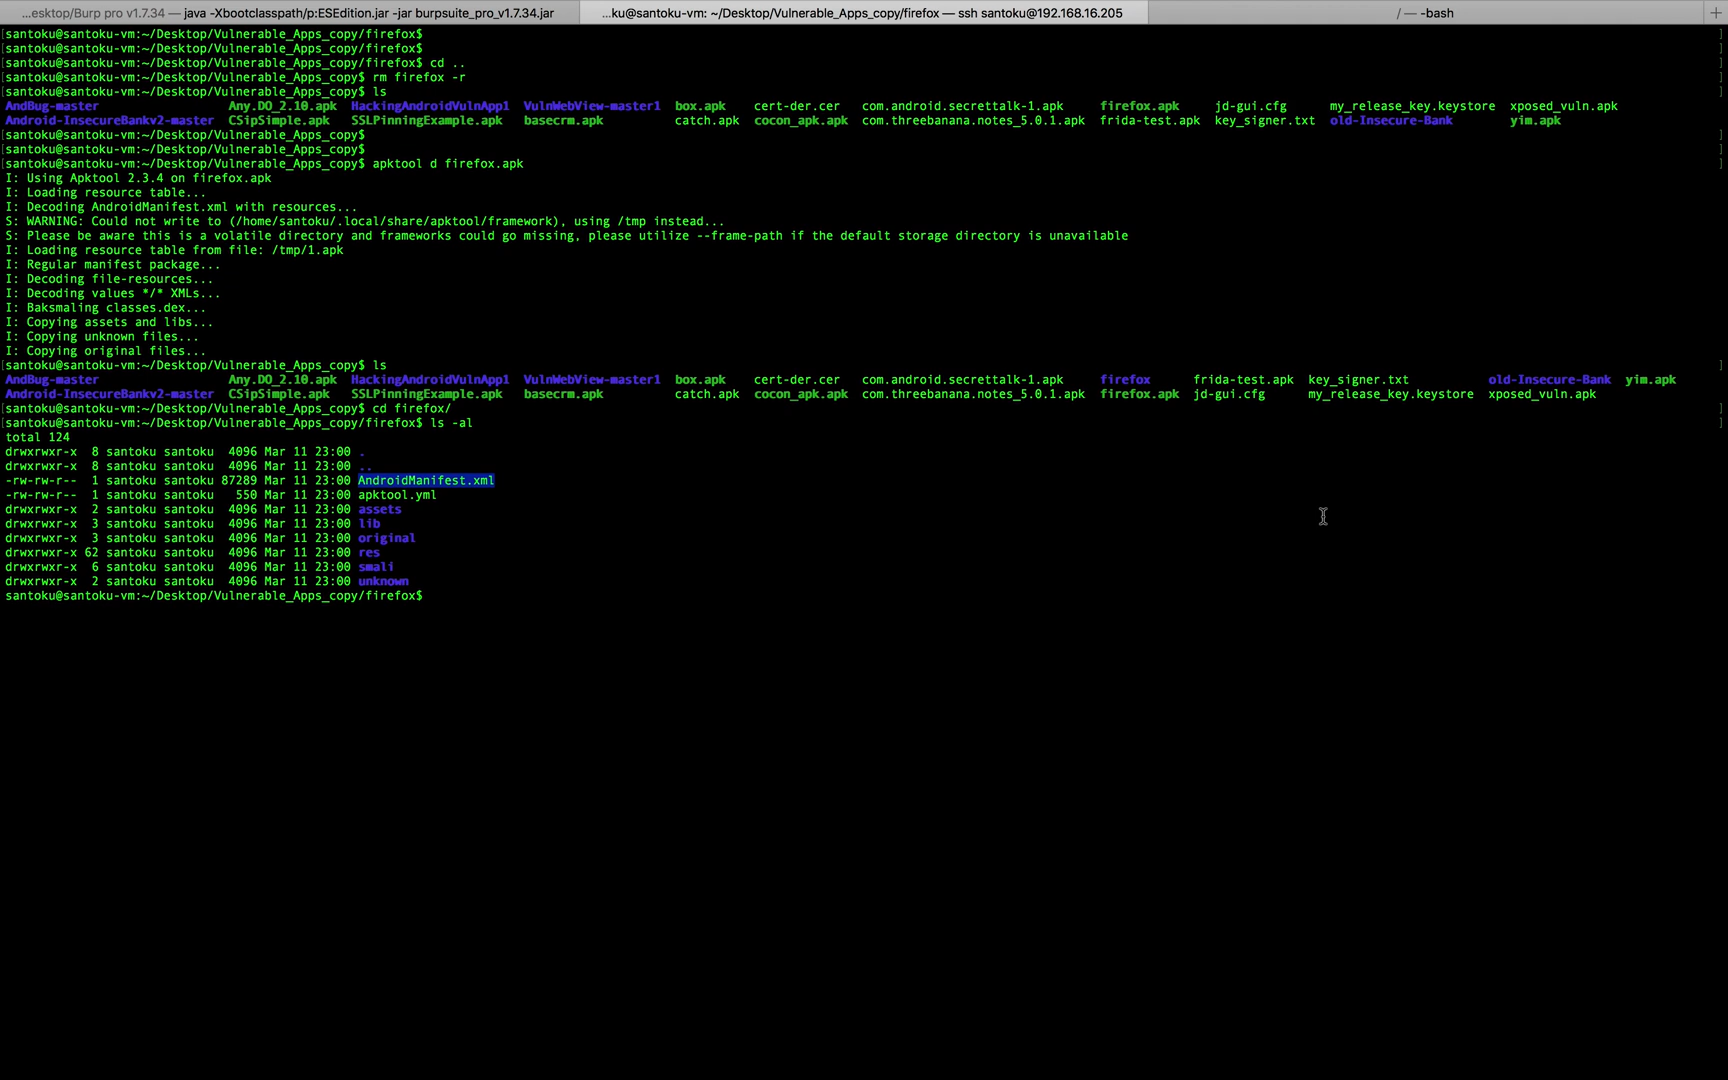 ...esktop/Burp pro v1.7.34 — java -Xbootclasspath/p:ESEdition.jar -jar burpsuite_pro_v1.7.34.jar
...ku@santoku-vm: ~/Desktop/Vulnerable_Apps_copy/firefox — ssh santoku@192.168.16.205
/ — -bash
+
[santoku@santoku-vm:~/Desktop/Vulnerable_Apps_copy/firefox$ ]
[santoku@santoku-vm:~/Desktop/Vulnerable_Apps_copy/firefox$ ]
[santoku@santoku-vm:~/Desktop/Vulnerable_Apps_copy/firefox$ cd .. ]
[santoku@santoku-vm:~/Desktop/Vulnerable_Apps_copy$ rm firefox -r ]
[santoku@santoku-vm:~/Desktop/Vulnerable_Apps_copy$ ls ]
AndBug-master Any.DO_2.10.apk HackingAndroidVulnApp1 VulnWebView-master1 box.apk cert-der.cer com.android.secrettalk-1.apk firefox.apk jd-gui.cfg my_release_key.keystore xposed_vuln.apk
Android-InsecureBankv2-master CSipSimple.apk SSLPinningExample.apk basecrm.apk catch.apk cocon_apk.apk com.threebanana.notes_5.0.1.apk frida-test.apk key_signer.txt old-Insecure-Bank yim.apk
[santoku@santoku-vm:~/Desktop/Vulnerable_Apps_copy$ ]
[santoku@santoku-vm:~/Desktop/Vulnerable_Apps_copy$ ]
[santoku@santoku-vm:~/Desktop/Vulnerable_Apps_copy$ apktool d firefox.apk ]
I: Using Apktool 2.3.4 on firefox.apk
I: Loading resource table...
I: Decoding AndroidManifest.xml with resources...
S: WARNING: Could not write to (/home/santoku/.local/share/apktool/framework), using /tmp instead...
S: Please be aware this is a volatile directory and frameworks could go missing, please utilize --frame-path if the default storage directory is unavailable
I: Loading resource table from file: /tmp/1.apk
I: Regular manifest package...
I: Decoding file-resources...
I: Decoding values */* XMLs...
I: Baksmaling classes.dex...
I: Copying assets and libs...
I: Copying unknown files...
I: Copying original files...
[santoku@santoku-vm:~/Desktop/Vulnerable_Apps_copy$ ls ]
AndBug-master Any.DO_2.10.apk HackingAndroidVulnApp1 VulnWebView-master1 box.apk cert-der.cer com.android.secrettalk-1.apk firefox frida-test.apk key_signer.txt old-Insecure-Bank yim.apk
Android-InsecureBankv2-master CSipSimple.apk SSLPinningExample.apk basecrm.apk catch.apk cocon_apk.apk com.threebanana.notes_5.0.1.apk firefox.apk jd-gui.cfg my_release_key.keystore xposed_vuln.apk
[santoku@santoku-vm:~/Desktop/Vulnerable_Apps_copy$ cd firefox/ ]
[santoku@santoku-vm:~/Desktop/Vulnerable_Apps_copy/firefox$ ls -al ]
total 124
drwxrwxr-x 8 santoku santoku 4096 Mar 11 23:00 .
drwxrwxr-x 8 santoku santoku 4096 Mar 11 23:00 ..
-rw-rw-r-- 1 santoku santoku 87289 Mar 11 23:00 AndroidManifest.xml
-rw-rw-r-- 1 santoku santoku 550 Mar 11 23:00 apktool.yml
drwxrwxr-x 2 santoku santoku 4096 Mar 11 23:00 assets
drwxrwxr-x 3 santoku santoku 4096 Mar 11 23:00 lib
drwxrwxr-x 3 santoku santoku 4096 Mar 11 23:00 original
drwxrwxr-x 62 santoku santoku 4096 Mar 11 23:00 res
drwxrwxr-x 6 santoku santoku 4096 Mar 11 23:00 smali
drwxrwxr-x 2 santoku santoku 4096 Mar 11 23:00 unknown
santoku@santoku-vm:~/Desktop/Vulnerable_Apps_copy/firefox$